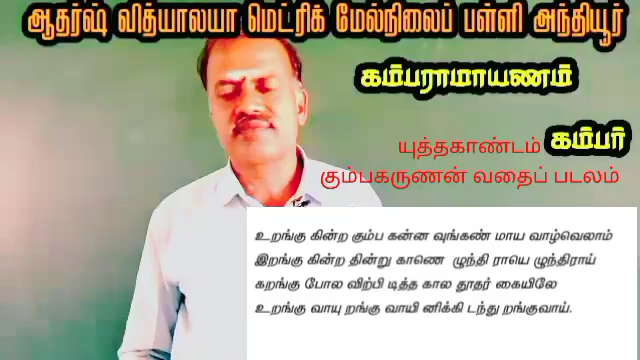 ஆதர்ஷ் வித்யாலயா மெட்ரிக் மேல்நிலைப் பள்ளி அந்தியூர்
கம்பராமாயணம்
கம்பர்
யுத்தகாண்டம்
கும்பகருணன் வதைப் படலம்
உறங்கு கின்ற கும்ப கன்ன வுங்கண் மாய வாழ்வெலாம்
இறங்கு கின்ற தின்று காணெ ழுந்தி ராயெ ழுந்திராய்
கறங்கு போல விற்பி டித்த கால தூதர் கையிலே
உறங்கு வாயு றங்கு வாயி னிக்கி டந்து றங்குவாய்.